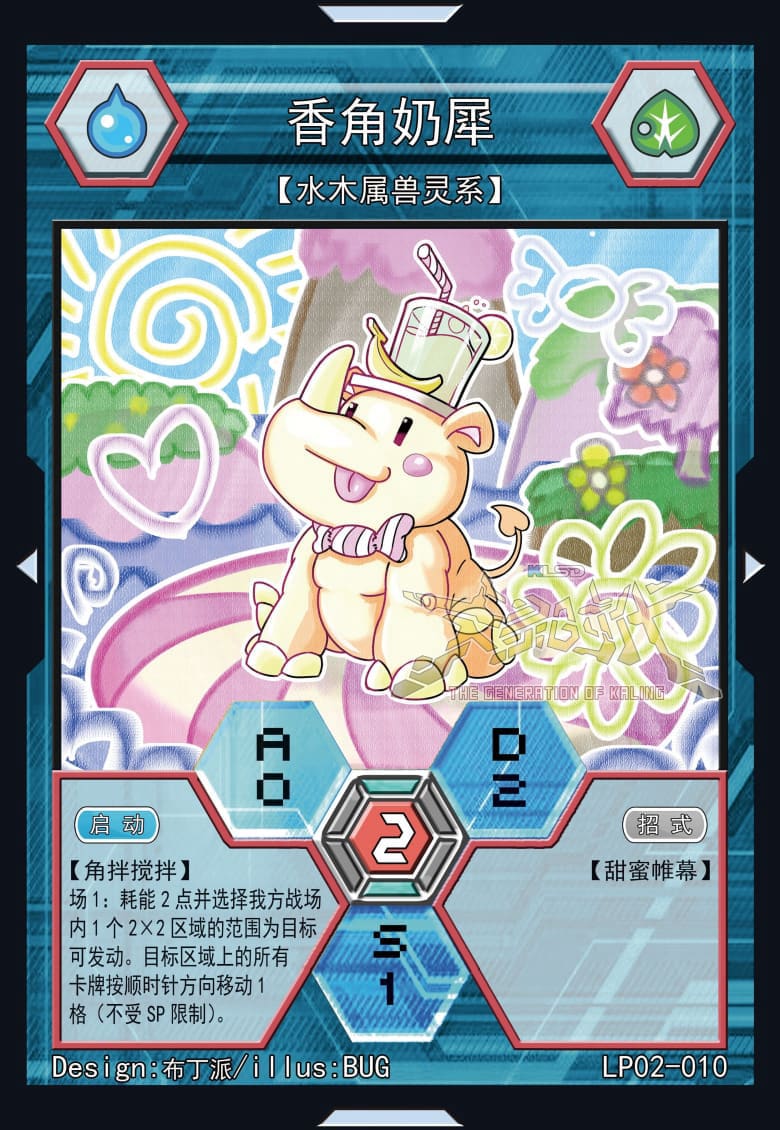 香角奶犀
【水木属兽灵系】
KLSD
THE GENERATION OF KALING
A
0
D
2
2
S
1
启动
【角拌搅拌】
场1：耗能2点并选择我方战场
内1个2×2区域的范围为目标
可发动。目标区域上的所有
卡牌按顺时针方向移动1
格（不受SP限制）。
招式
【甜蜜帷幕】
Design:布丁派/illus:BUG
LP02-010